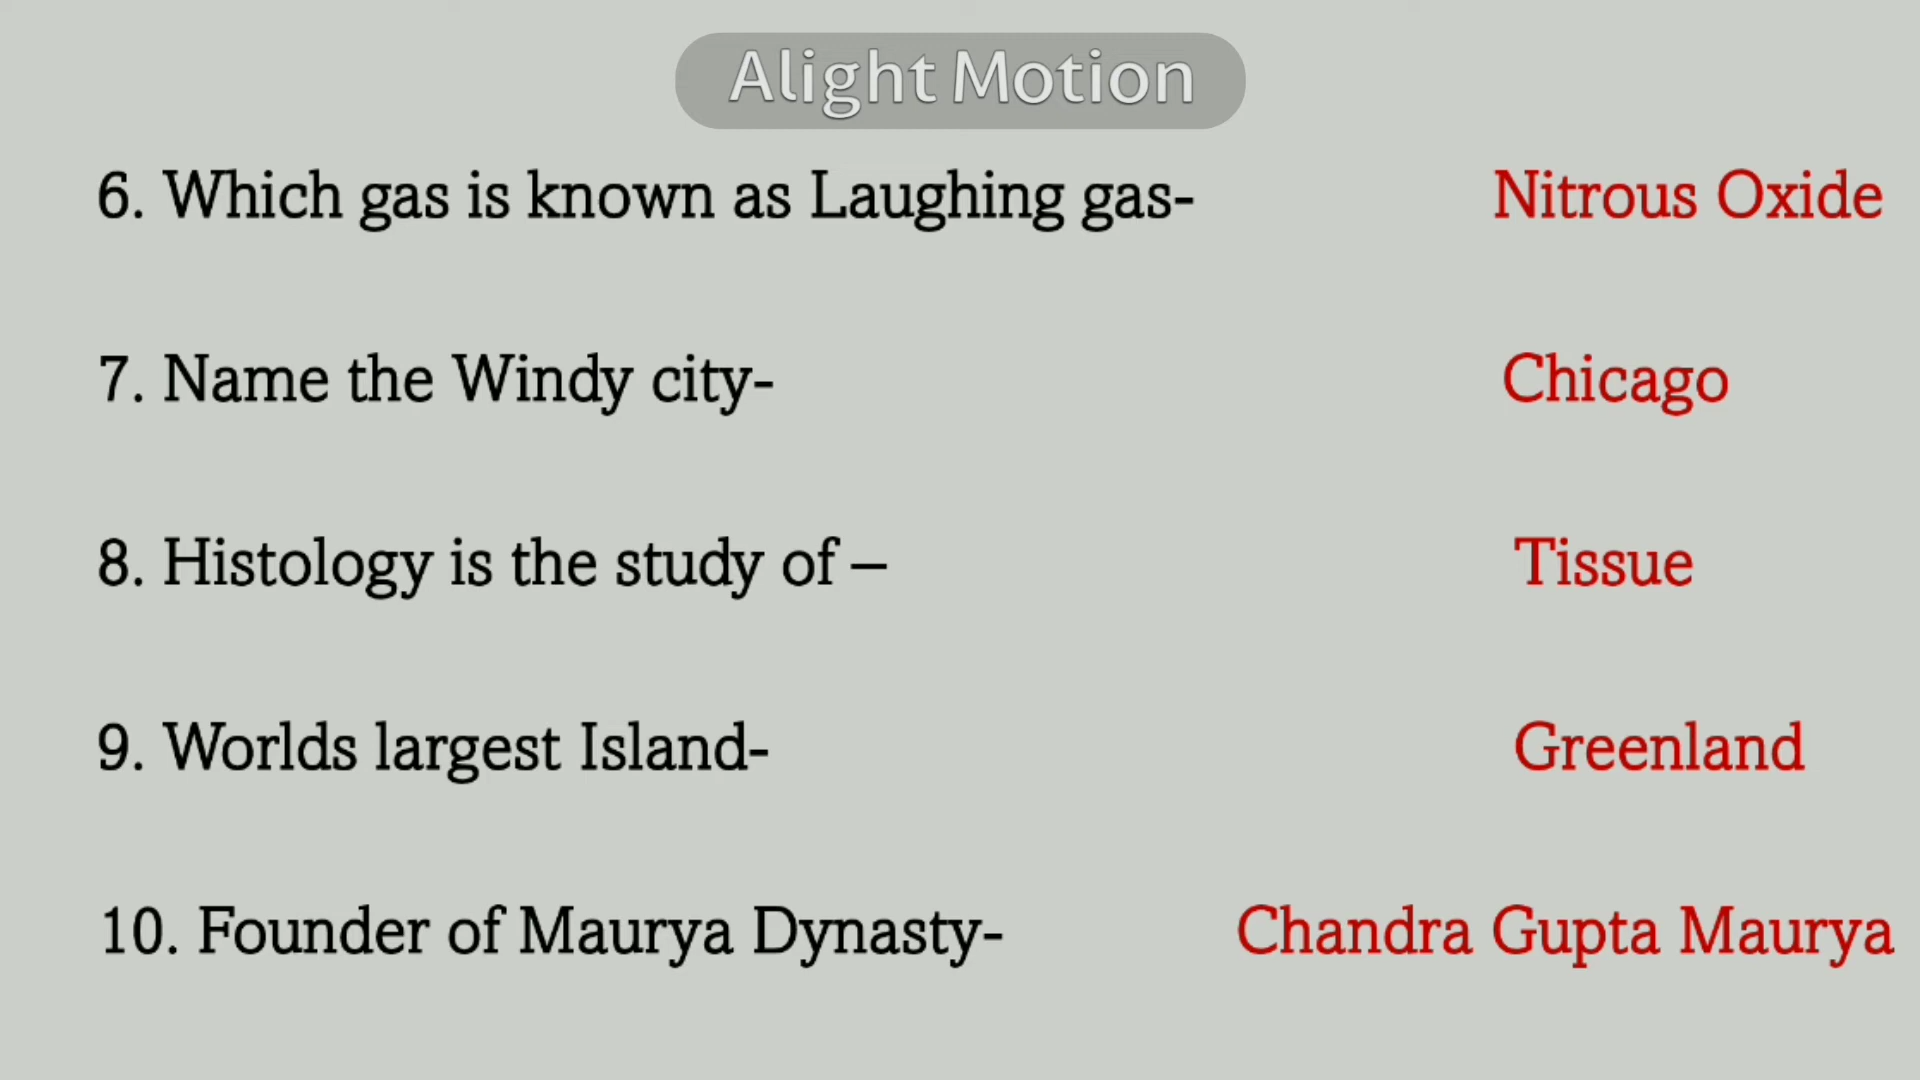 Alight Motion
6. Which gas is known as Laughing gas- Nitrous Oxide
7. Name the Windy city- Chicago
8. Histology is the study of – Tissue
9. Worlds largest Island- Greenland
10. Founder of Maurya Dynasty- Chandra Gupta Maurya